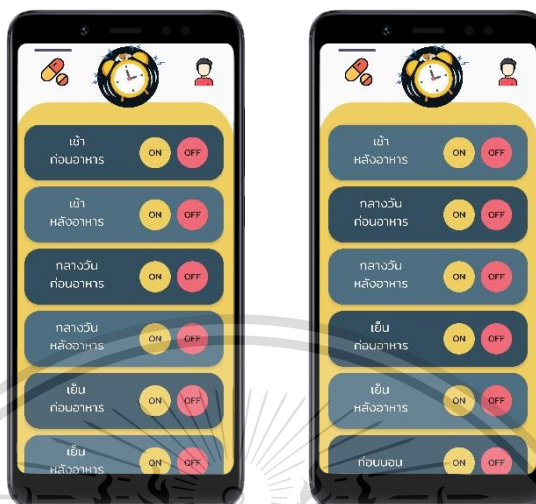 เช้า
ก่อนอาหาร
ON OFF
เช้า
หลังอาหาร
ON OFF
กลางวัน
ก่อนอาหาร
ON OFF
กลางวัน
หลังอาหาร
ON OFF
เย็น
ก่อนอาหาร
ON OFF
เย็น
หลังอาหาร
ON OFF
เช้า
หลังอาหาร
ON OFF
กลางวัน
ก่อนอาหาร
ON OFF
กลางวัน
หลังอาหาร
ON OFF
เย็น
ก่อนอาหาร
ON OFF
เย็น
หลังอาหาร
ON OFF
ก่อนนอน
ON OFF